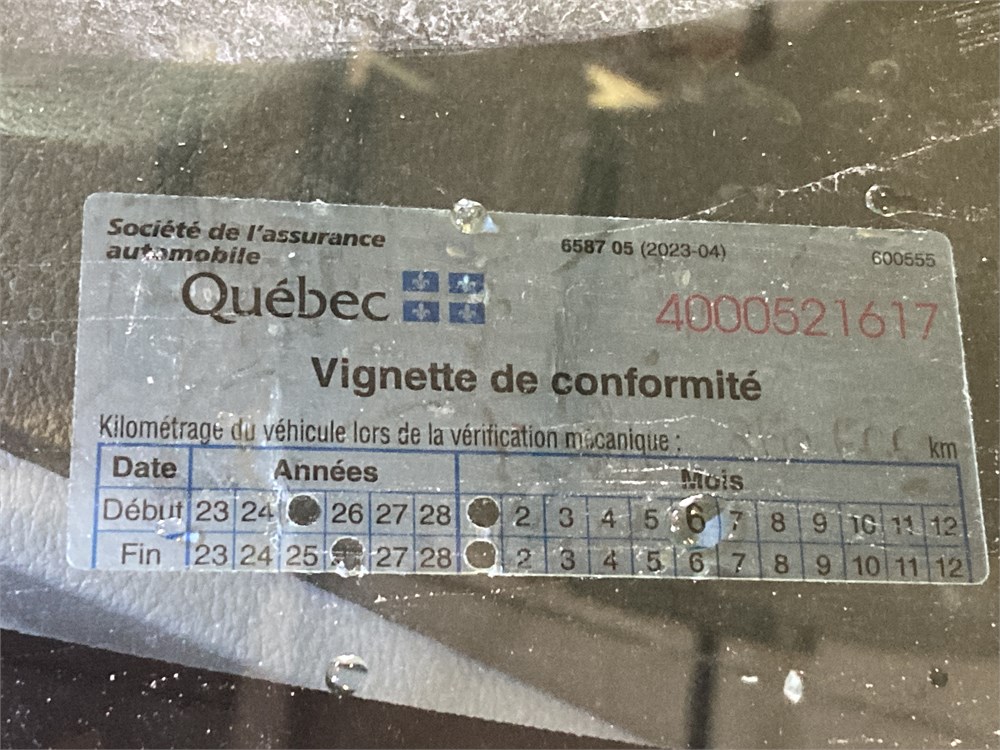 Société de l'assurance
automobile
Québec
6587 05 (2023-04)
600555
4000521617
Vignette de conformité
Kilométrage du véhicule lors de la vérification mécanique : km
Date Années Mois
Début 23 24 26 27 28 2 3 4 5 6 7 8 9 10 11 12
Fin 23 24 25 27 28 2 3 4 5 6 7 8 9 10 11 12